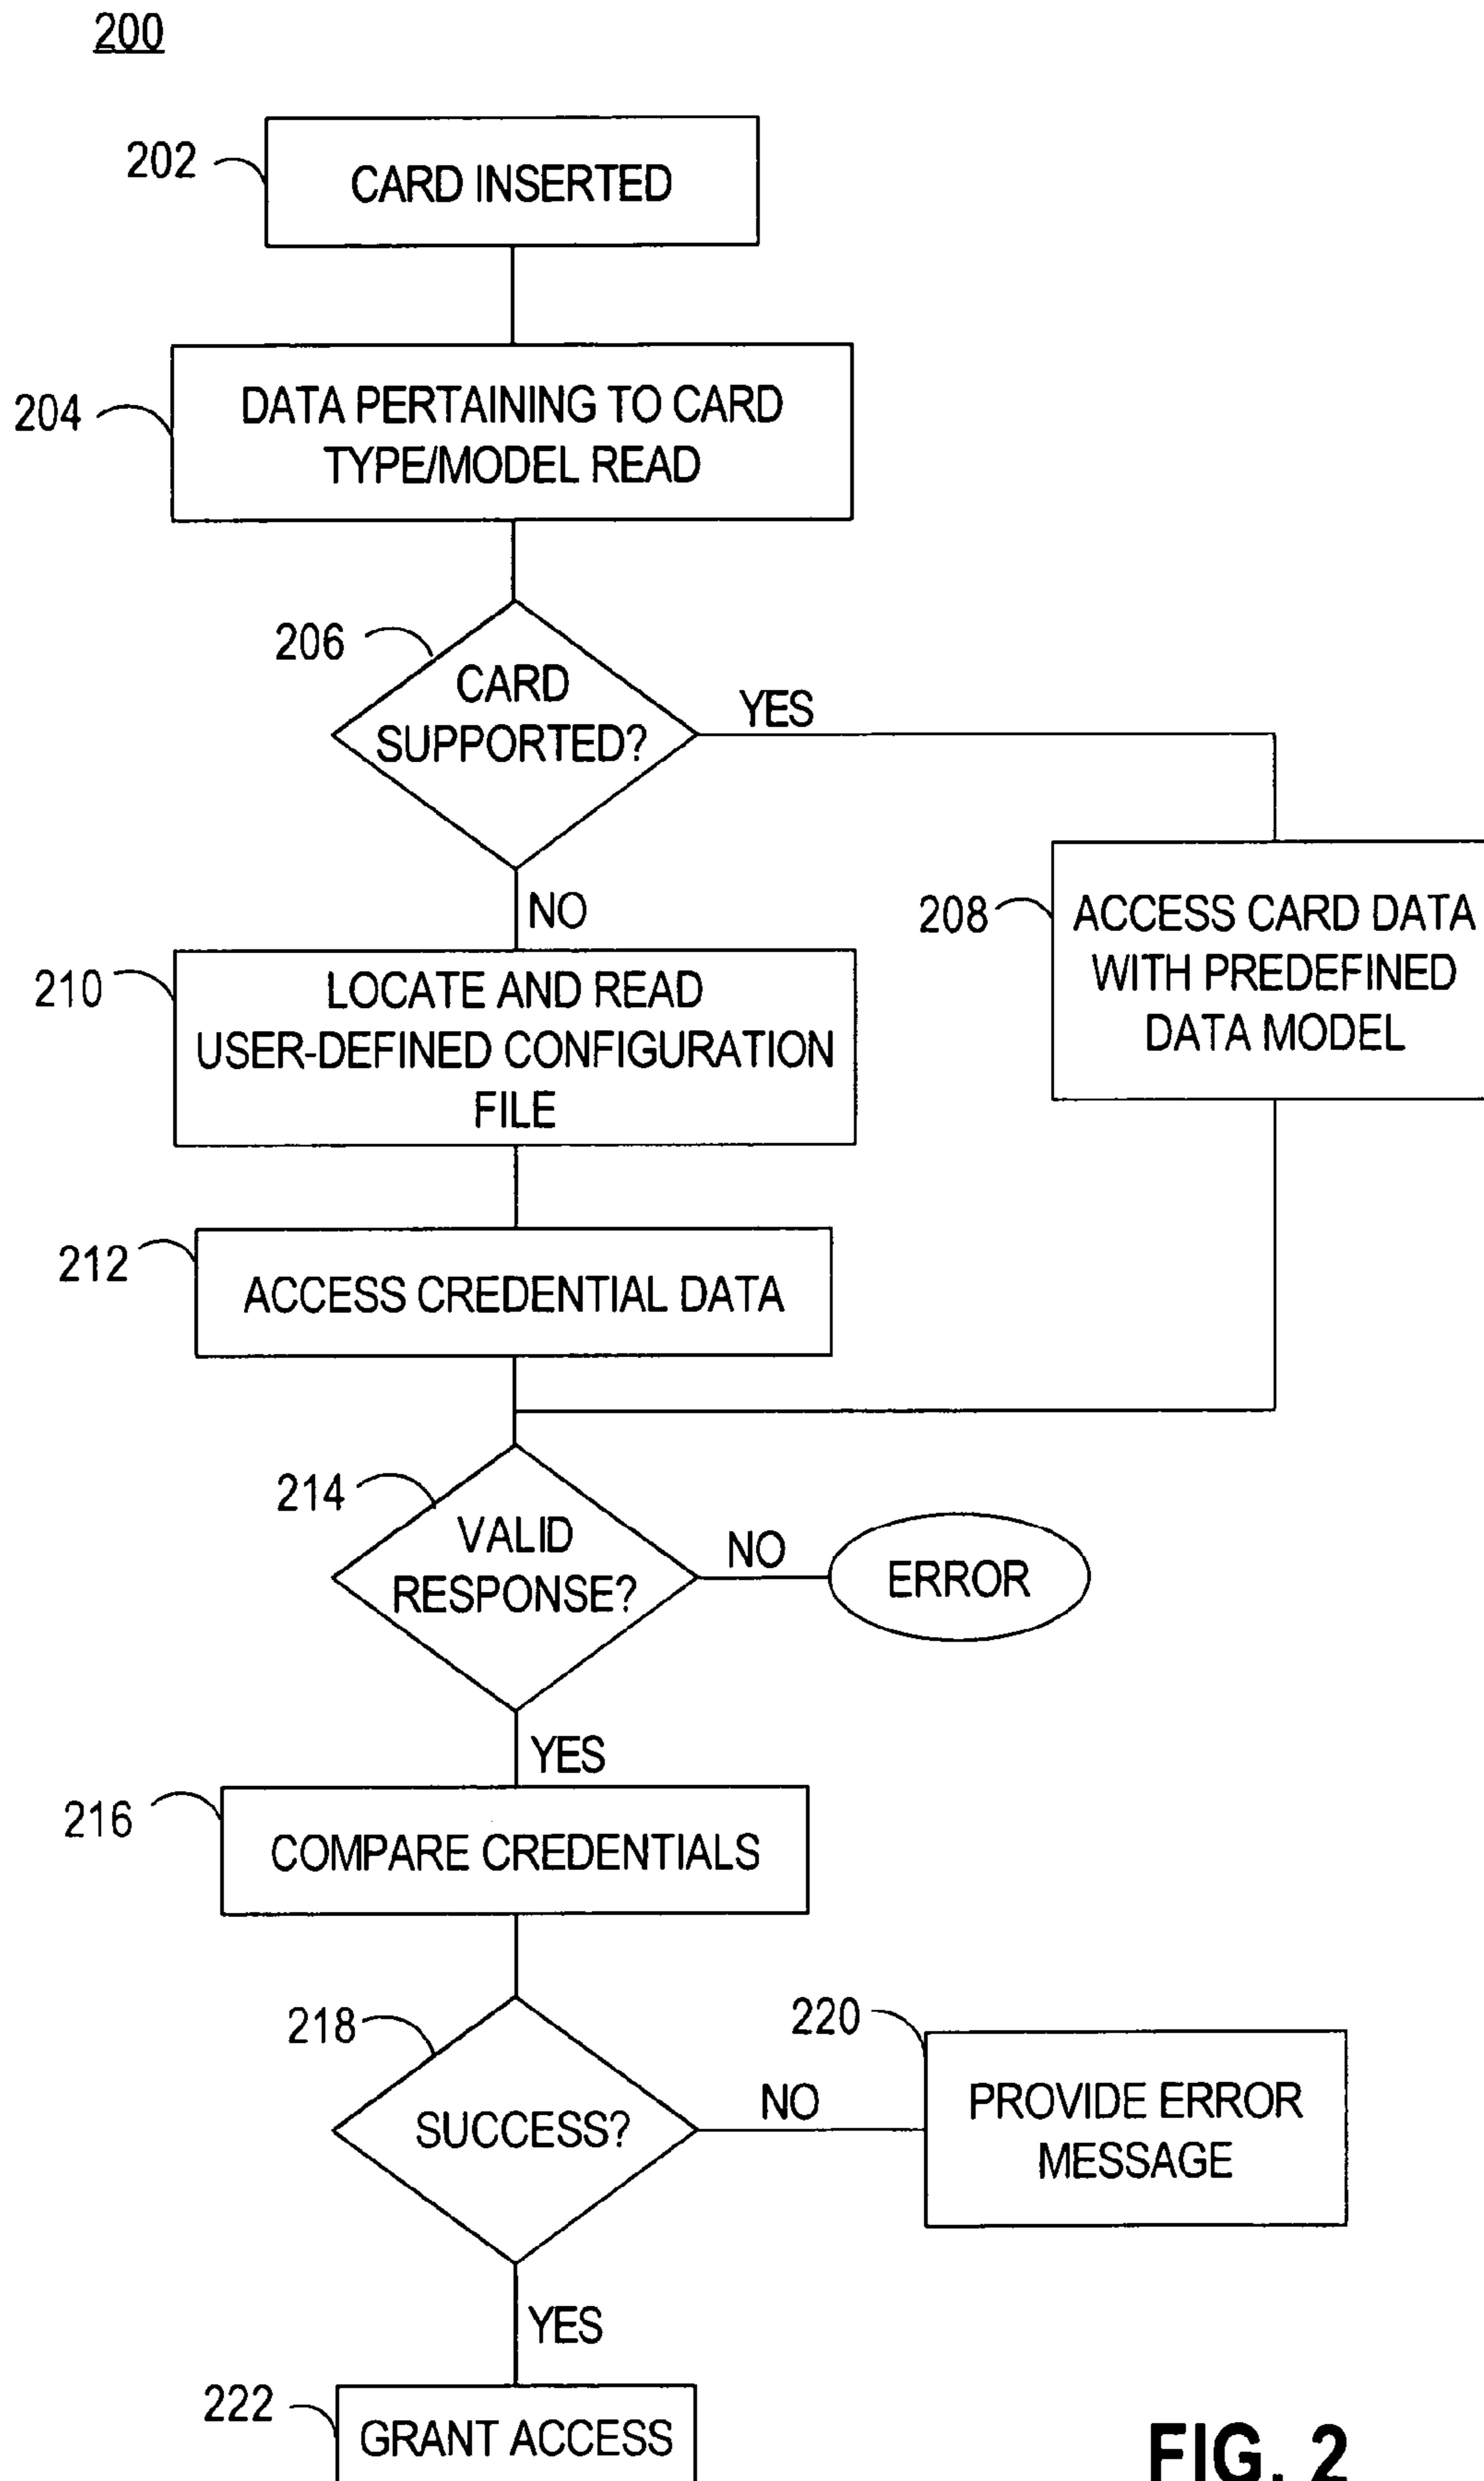 200
202
CARD INSERTED
204
DATA PERTAINING TO CARD
TYPE/MODEL READ
206
CARD
SUPPORTED?
YES
NO
208
ACCESS CARD DATA
WITH PREDEFINED
DATA MODEL
210
LOCATE AND READ
USER-DEFINED CONFIGURATION
FILE
212
ACCESS CREDENTIAL DATA
214
VALID
RESPONSE?
NO
ERROR
YES
216
COMPARE CREDENTIALS
218
SUCCESS?
NO
220
PROVIDE ERROR
MESSAGE
YES
222
GRANT ACCESS
FIG. 2